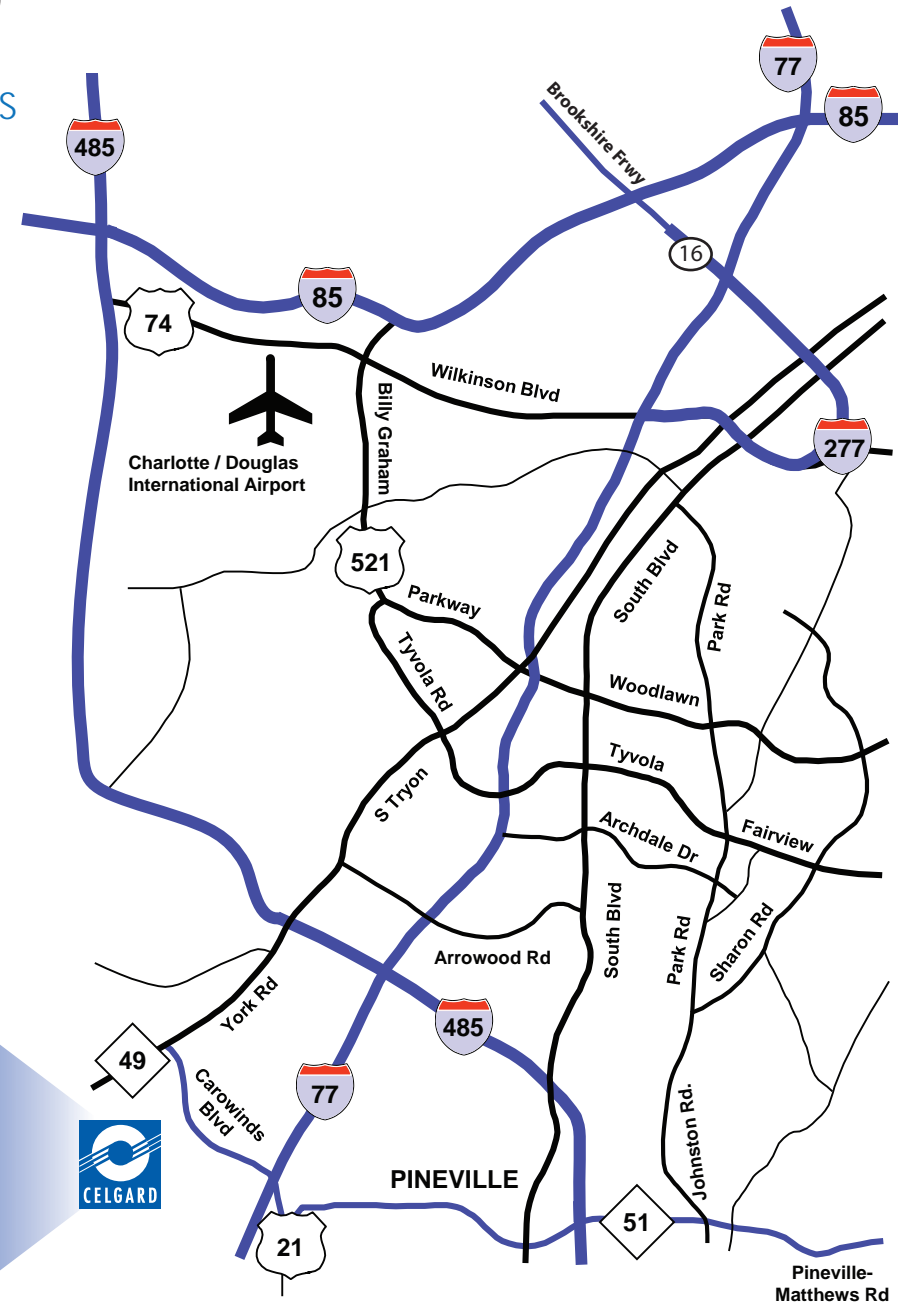 S
77
85
485
Brookshire Frwy
16
85
74
Wilkinson Blvd
Billy Graham
277
Charlotte / Douglas
International Airport
521
South Blvd
Parkway
Park Rd
Tyvola Rd
Woodlawn
Tyvola
S Tryon
Archdale Dr
Fairview
South Blvd
Park Rd
Sharon Rd
Arrowood Rd
York Rd
485
49
77
Carowinds
Blvd
CELGARD
PINEVILLE
Johnston Rd.
51
21
Pineville-
Matthews Rd